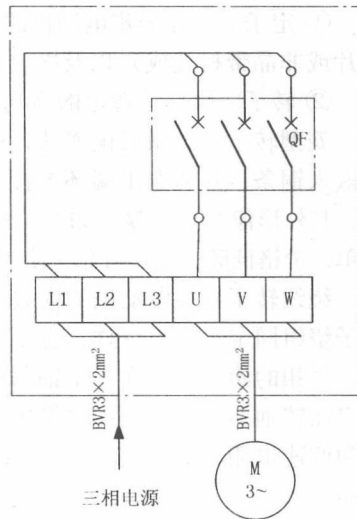 QF
L1 L2 L3 U V W
BVR3×2mm²
BVR3×2mm²
M
3~
三相电源